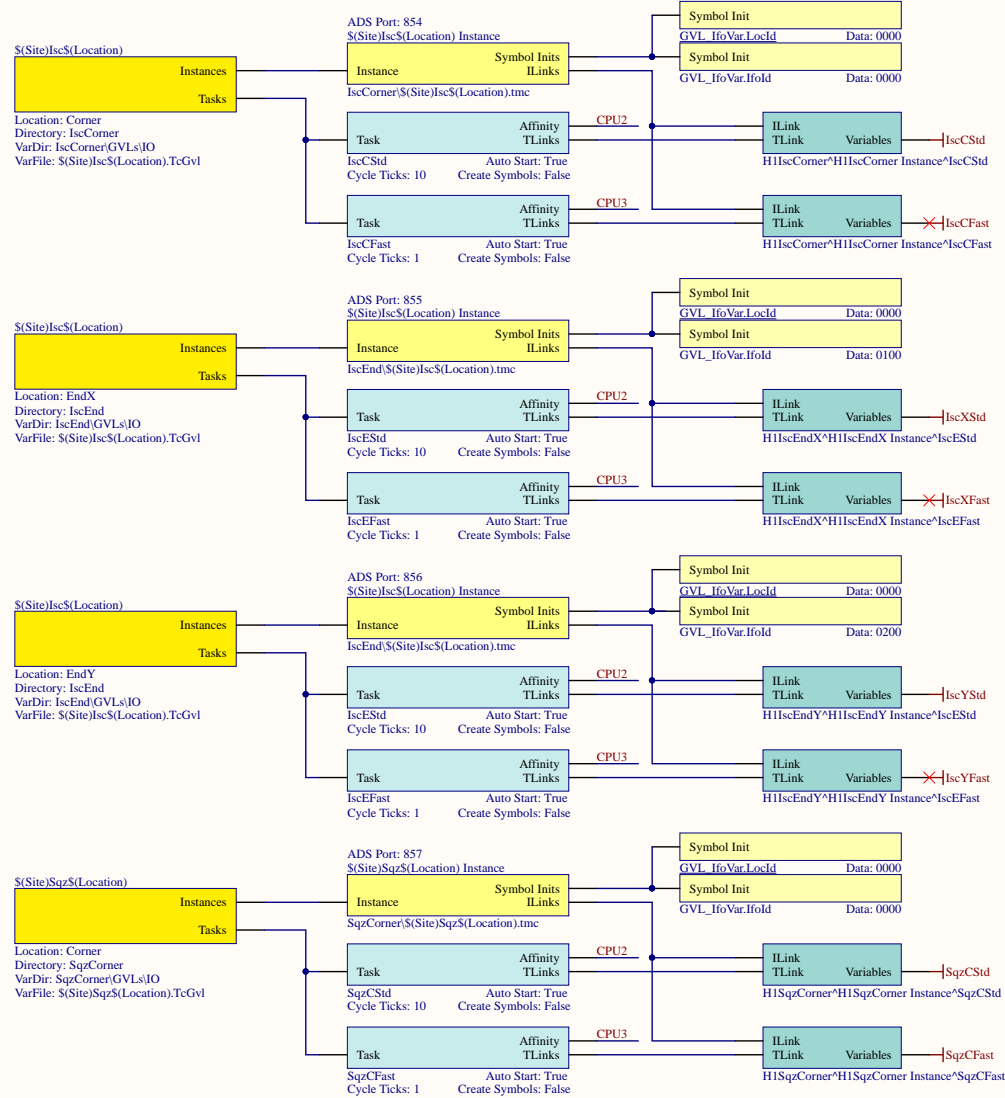 ADS Port: 854
$(Site)Isc$(Location) Instance
Symbol Init
GVL_IfoVar.LocId Data: 0000
Symbol Init
GVL_IfoVar.IfoId Data: 0000
$(Site)Isc$(Location)
Instances
Tasks
Symbol Inits
Instance ILinks
IscCorner\$(Site)Isc$(Location).tmc
Location: Corner
Directory: IscCorner
VarDir: IscCorner\GVLs\IO
VarFile: $(Site)Isc$(Location).TcGvl
Affinity CPU2
Task TLinks
IscCStd Auto Start: True
Cycle Ticks: 10 Create Symbols: False
ILink
TLink Variables IscCStd
H1IscCorner^H1IscCorner Instance^IscCStd
Affinity CPU3
Task TLinks
IscCFast Auto Start: True
Cycle Ticks: 1 Create Symbols: False
ILink
TLink Variables IscCFast
H1IscCorner^H1IscCorner Instance^IscCFast
ADS Port: 855
$(Site)Isc$(Location) Instance
Symbol Init
GVL_IfoVar.LocId Data: 0000
Symbol Init
GVL_IfoVar.IfoId Data: 0100
$(Site)Isc$(Location)
Instances
Tasks
Symbol Inits
Instance ILinks
IscEnd\$(Site)Isc$(Location).tmc
Location: EndX
Directory: IscEnd
VarDir: IscEnd\GVLs\IO
VarFile: $(Site)Isc$(Location).TcGvl
Affinity CPU2
Task TLinks
IscEStd Auto Start: True
Cycle Ticks: 10 Create Symbols: False
ILink
TLink Variables IscXStd
H1IscEndX^H1IscEndX Instance^IscEStd
Affinity CPU3
Task TLinks
IscEFast Auto Start: True
Cycle Ticks: 1 Create Symbols: False
ILink
TLink Variables IscXFast
H1IscEndX^H1IscEndX Instance^IscEFast
ADS Port: 856
$(Site)Isc$(Location) Instance
Symbol Init
GVL_IfoVar.LocId Data: 0000
Symbol Init
GVL_IfoVar.IfoId Data: 0200
$(Site)Isc$(Location)
Instances
Tasks
Symbol Inits
Instance ILinks
IscEnd\$(Site)Isc$(Location).tmc
Location: EndY
Directory: IscEnd
VarDir: IscEnd\GVLs\IO
VarFile: $(Site)Isc$(Location).TcGvl
Affinity CPU2
Task TLinks
IscEStd Auto Start: True
Cycle Ticks: 10 Create Symbols: False
ILink
TLink Variables IscYStd
H1IscEndY^H1IscEndY Instance^IscEStd
Affinity CPU3
Task TLinks
IscEFast Auto Start: True
Cycle Ticks: 1 Create Symbols: False
ILink
TLink Variables IscYFast
H1IscEndY^H1IscEndY Instance^IscEFast
ADS Port: 857
$(Site)Sqz$(Location) Instance
Symbol Init
GVL_IfoVar.LocId Data: 0000
Symbol Init
GVL_IfoVar.IfoId Data: 0000
$(Site)Sqz$(Location)
Instances
Tasks
Symbol Inits
Instance ILinks
SqzCorner\$(Site)Sqz$(Location).tmc
Location: Corner
Directory: SqzCorner
VarDir: SqzCorner\GVLs\IO
VarFile: $(Site)Sqz$(Location).TcGvl
Affinity CPU2
Task TLinks
SqzCStd Auto Start: True
Cycle Ticks: 10 Create Symbols: False
ILink
TLink Variables SqzCStd
H1SqzCorner^H1SqzCorner Instance^SqzCStd
Affinity CPU3
Task TLinks
SqzCFast Auto Start: True
Cycle Ticks: 1 Create Symbols: False
ILink
TLink Variables SqzCFast
H1SqzCorner^H1SqzCorner Instance^SqzCFast